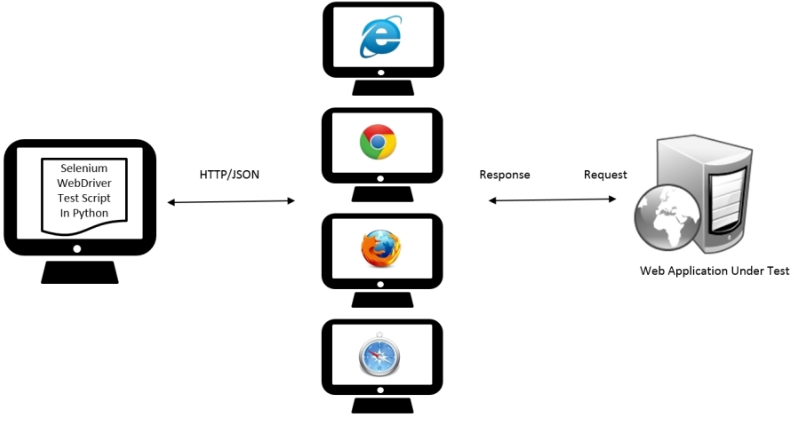 Selenium
WebDriver
Test Script
In Python
HTTP/JSON
Response
Request
Web Application Under Test